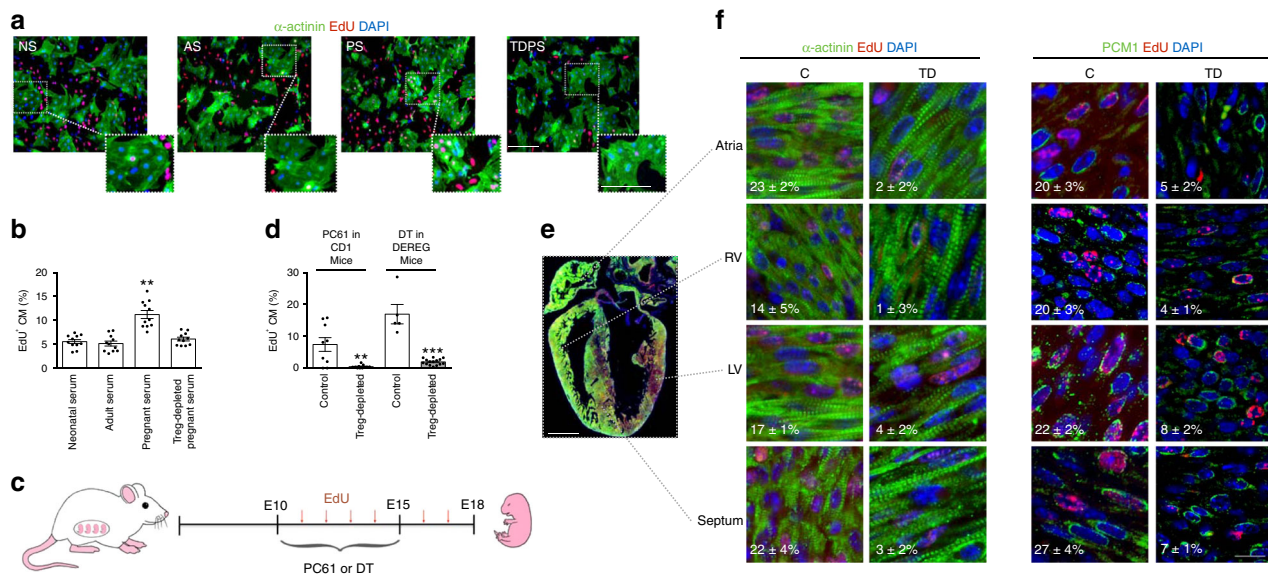 a
α-actinin EdU DAPI
NS
AS
PS
TDPS
b
EdU⁺ CM (%)
20
15
10
5
0
Neonatal serum
Adult serum
Pregnant serum
Treg-depleted
pregnant serum
**
d
PC61 in
CD1
Mice
DT in
DEREG
Mice
EdU⁺ CM (%)
30
20
10
0
**
***
Control
Treg-depleted
Control
Treg-depleted
c
E10
EdU
E15
E18
PC61 or DT
e
Atria
RV
LV
Septum
f
α-actinin EdU DAPI
C
TD
PCM1 EdU DAPI
C
TD
23 ± 2%
2 ± 2%
20 ± 3%
5 ± 2%
14 ± 5%
1 ± 3%
20 ± 3%
4 ± 1%
17 ± 1%
4 ± 2%
22 ± 2%
8 ± 2%
22 ± 4%
3 ± 2%
27 ± 4%
7 ± 1%